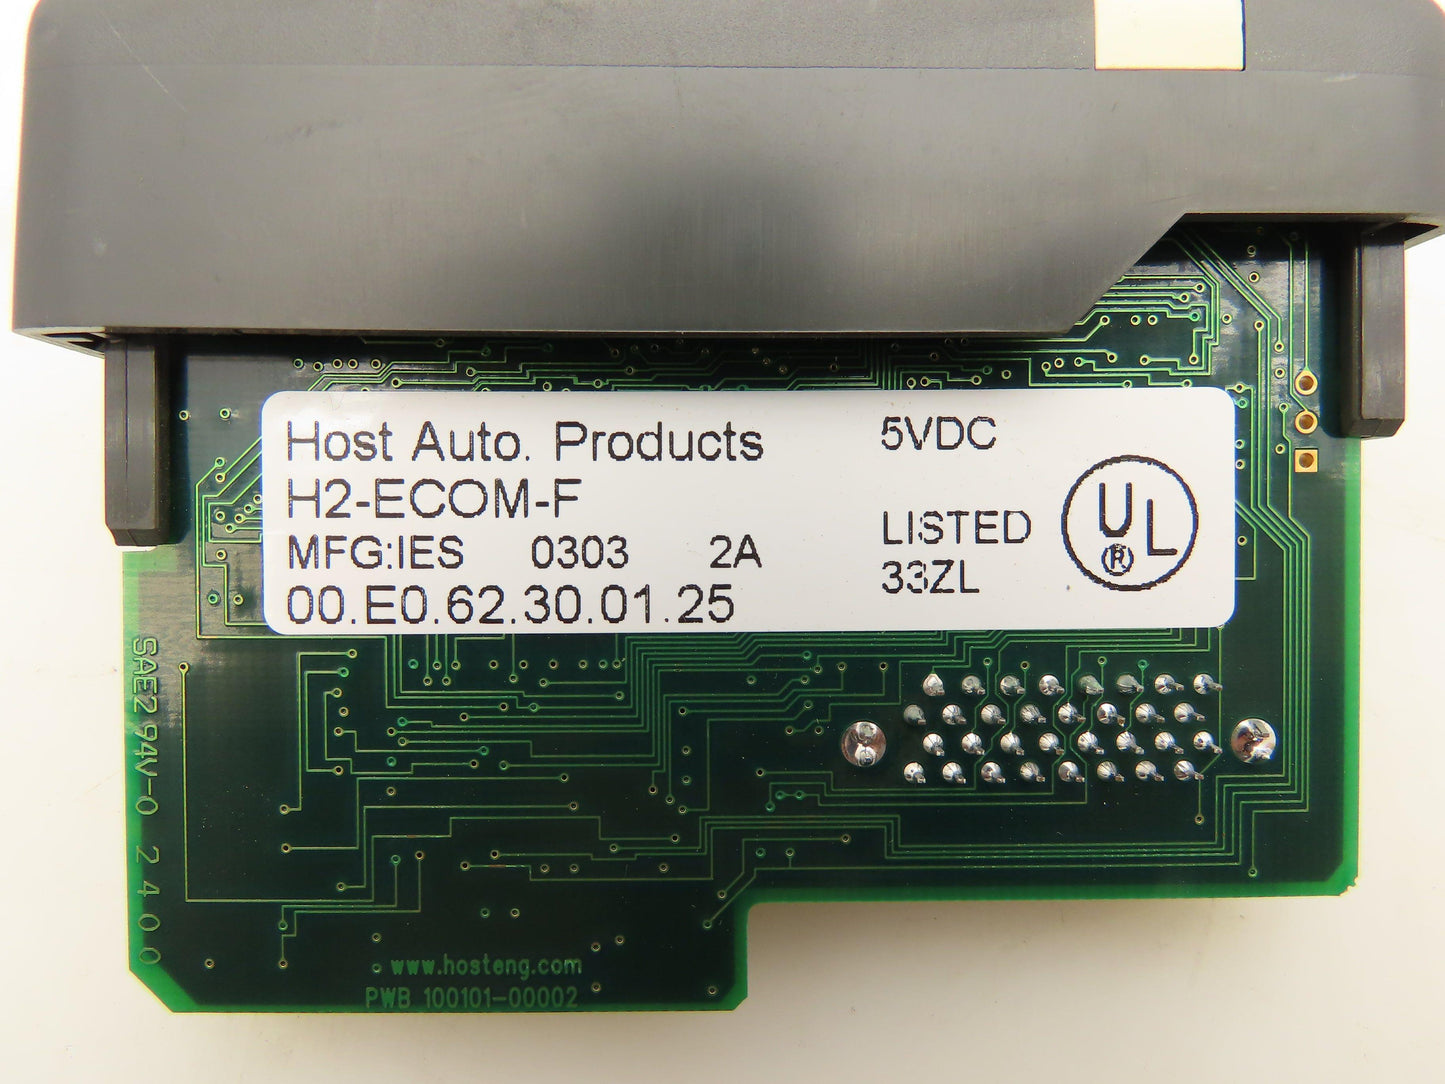 Host Auto. Products
H2-ECOM-F
MFG:IES 0303 2A
00.E0.62.30.01.25
5VDC
LISTED
33ZL
UL
®
SAE2 94V-0 2400
www.hosteng.com
PWB 100101-00002